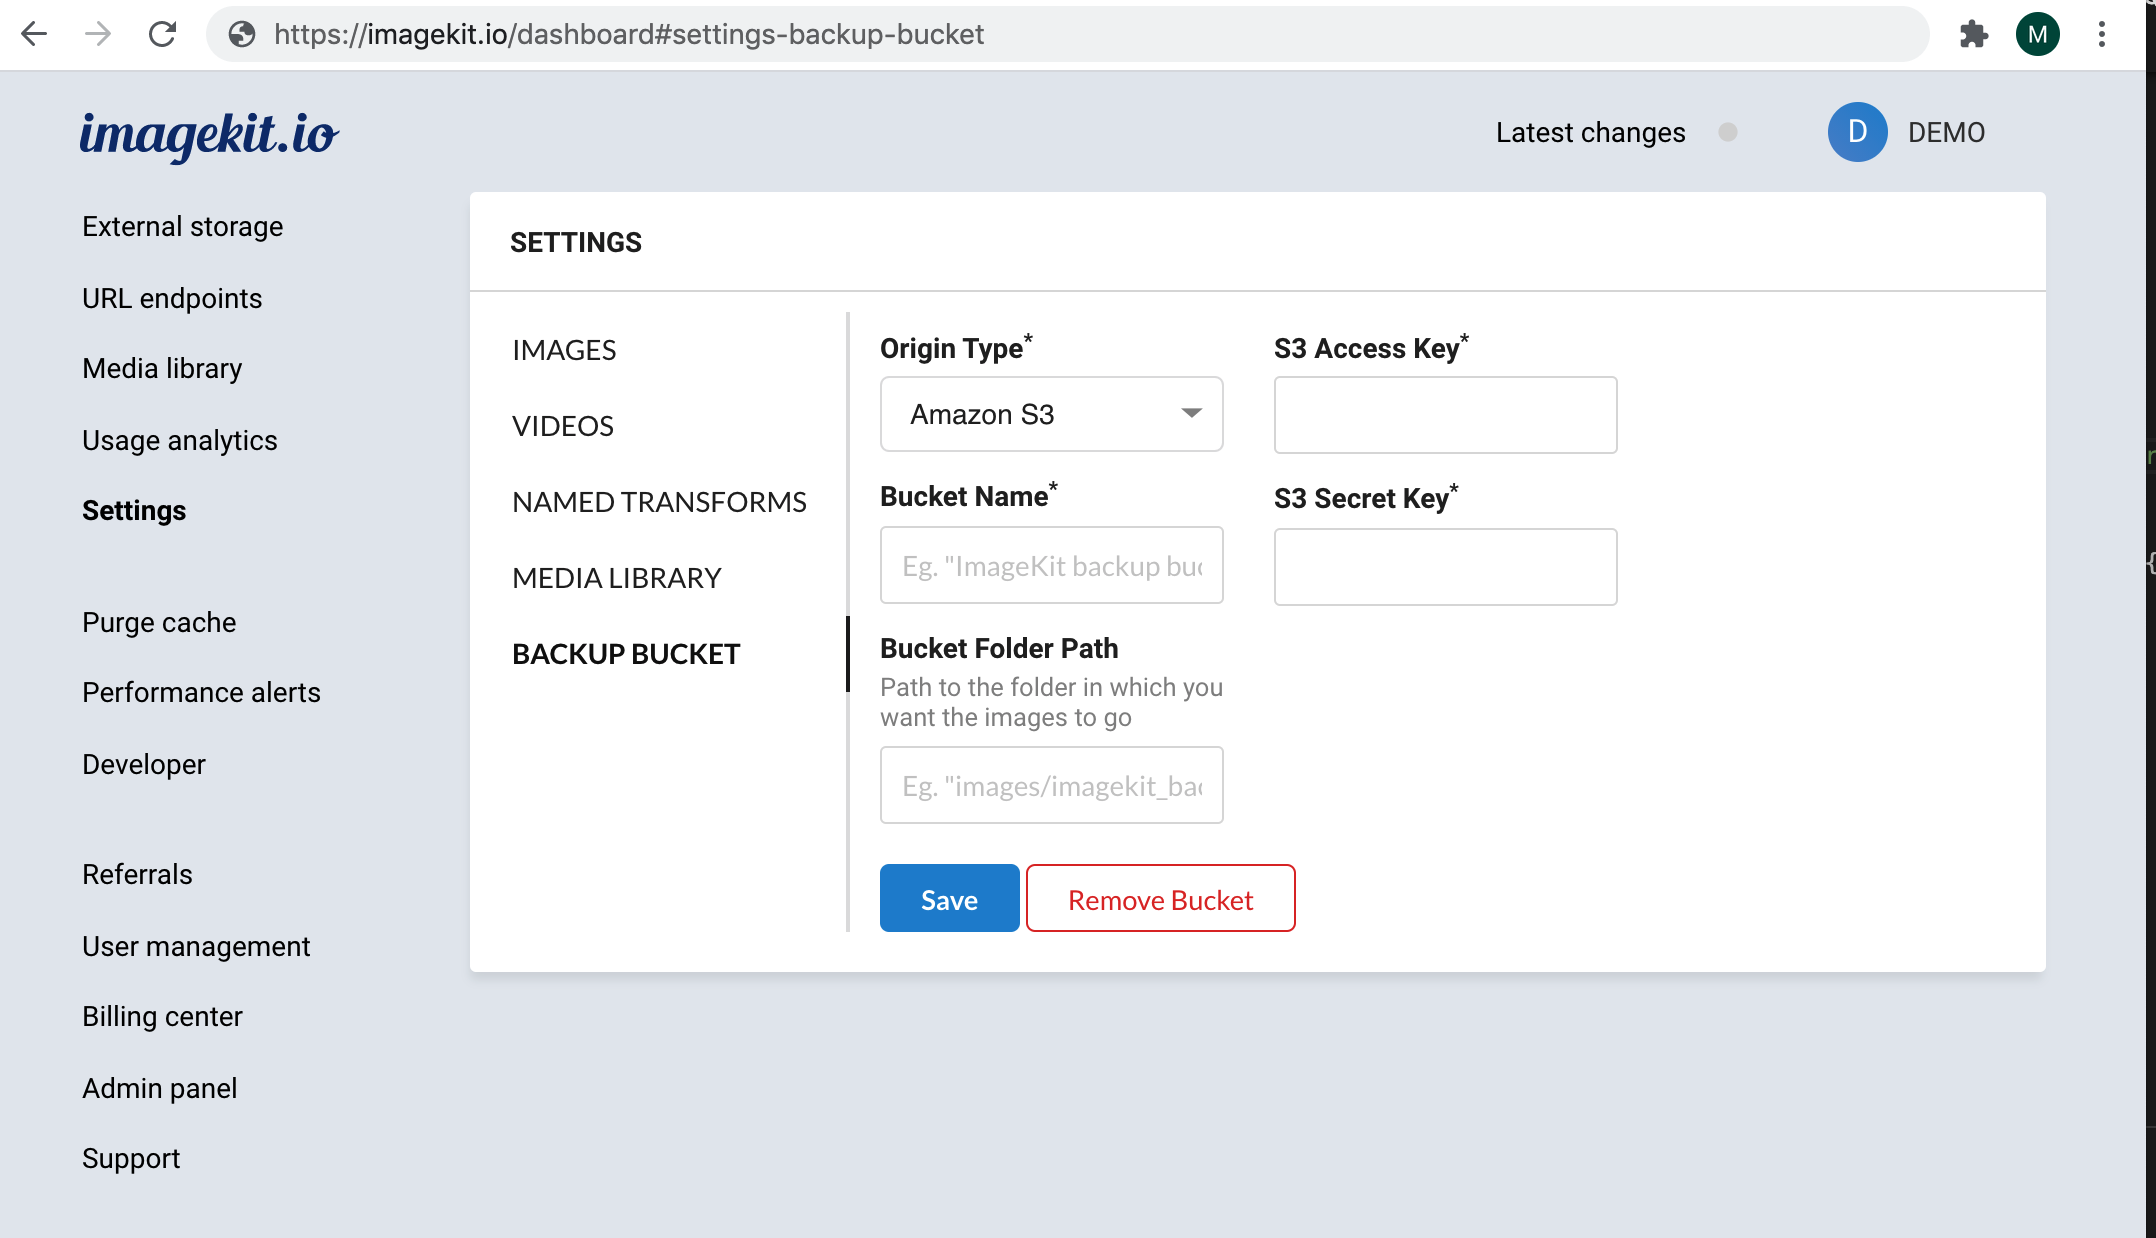 https://imagekit.io/dashboard#settings-backup-bucket
M
imagekit.io
Latest changes
D
DEMO
External storage
URL endpoints
Media library
Usage analytics
Settings
Purge cache
Performance alerts
Developer
Referrals
User management
Billing center
Admin panel
Support
SETTINGS
IMAGES
VIDEOS
NAMED TRANSFORMS
MEDIA LIBRARY
BACKUP BUCKET
Origin Type*
Amazon S3
S3 Access Key*
Bucket Name*
Eg. "ImageKit backup buc
S3 Secret Key*
Bucket Folder Path
Path to the folder in which you
want the images to go
Eg. "images/imagekit_bac
Save
Remove Bucket
r
{